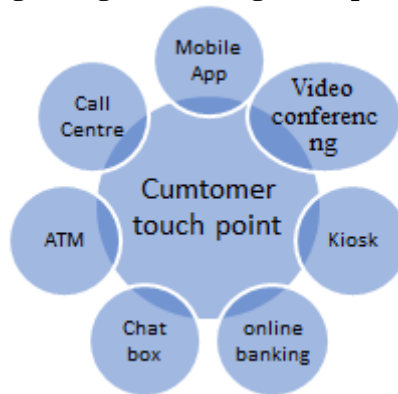 Mobile
App
Video
conferenc
ng
Call
Centre
Cumtomer
touch point
ATM
Kiosk
Chat
box
online
banking